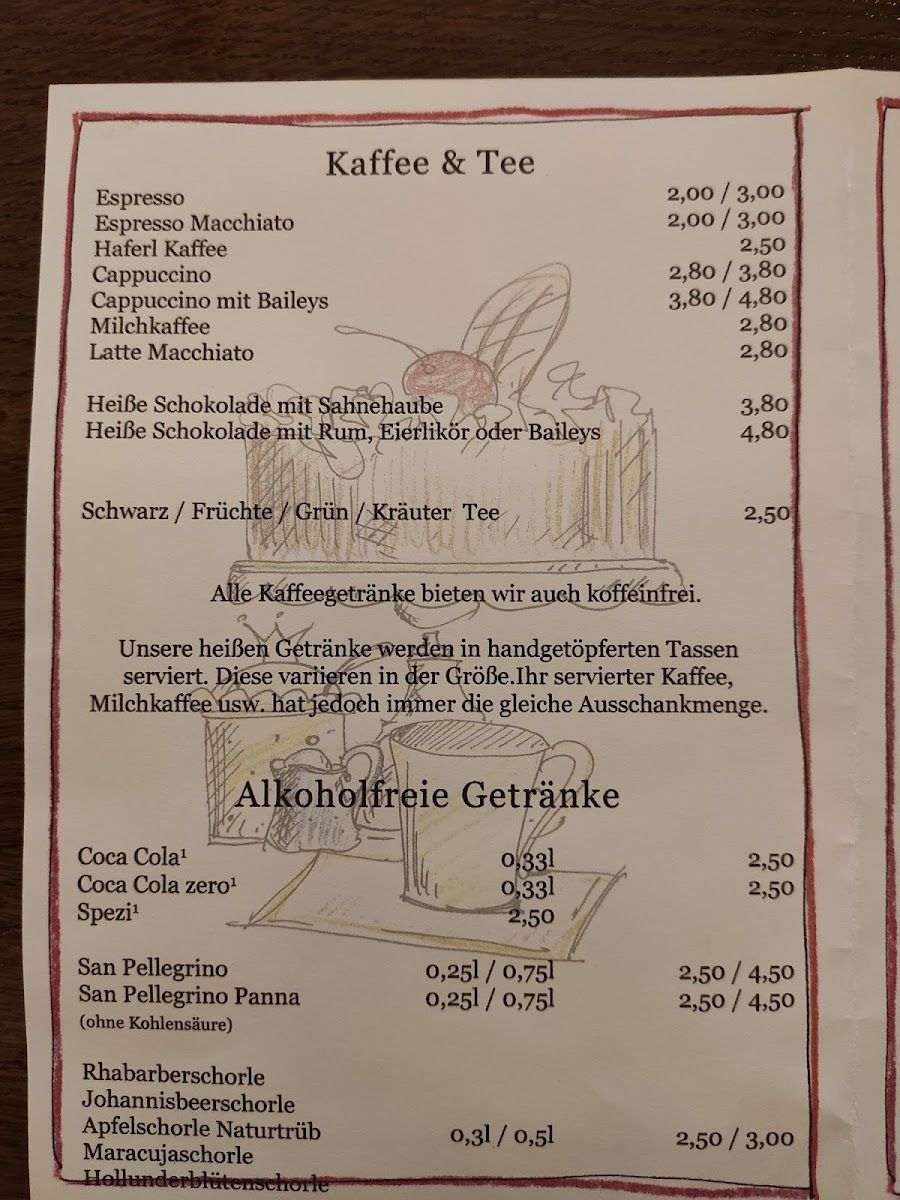 Kaffee & Tee
Espresso 2,00 / 3,00
Espresso Macchiato 2,00 / 3,00
Haferl Kaffee 2,50
Cappuccino 2,80 / 3,80
Cappuccino mit Baileys 3,80 / 4,80
Milchkaffee 2,80
Latte Macchiato 2,80
Heiße Schokolade mit Sahnehaube 3,80
Heiße Schokolade mit Rum, Eierlikör oder Baileys 4,80
Schwarz / Früchte / Grün / Kräuter Tee 2,50
Alle Kaffeegetränke bieten wir auch koffeinfrei.
Unsere heißen Getränke werden in handgetöpferten Tassen
serviert. Diese variieren in der Größe.Ihr servierter Kaffee,
Milchkaffee usw. hat jedoch immer die gleiche Ausschankmenge.
Alkoholfreie Getränke
Coca Cola¹ 0,33l 2,50
Coca Cola zero¹ 0,33l 2,50
Spezi¹ 2,50
San Pellegrino 0,25l / 0,75l 2,50 / 4,50
San Pellegrino Panna 0,25l / 0,75l 2,50 / 4,50
(ohne Kohlensäure)
Rhabarberschorle
Johannisbeerschorle
Apfelschorle Naturtrüb 0,3l / 0,5l 2,50 / 3,00
Maracujaschorle
Hollunderblütenschorle